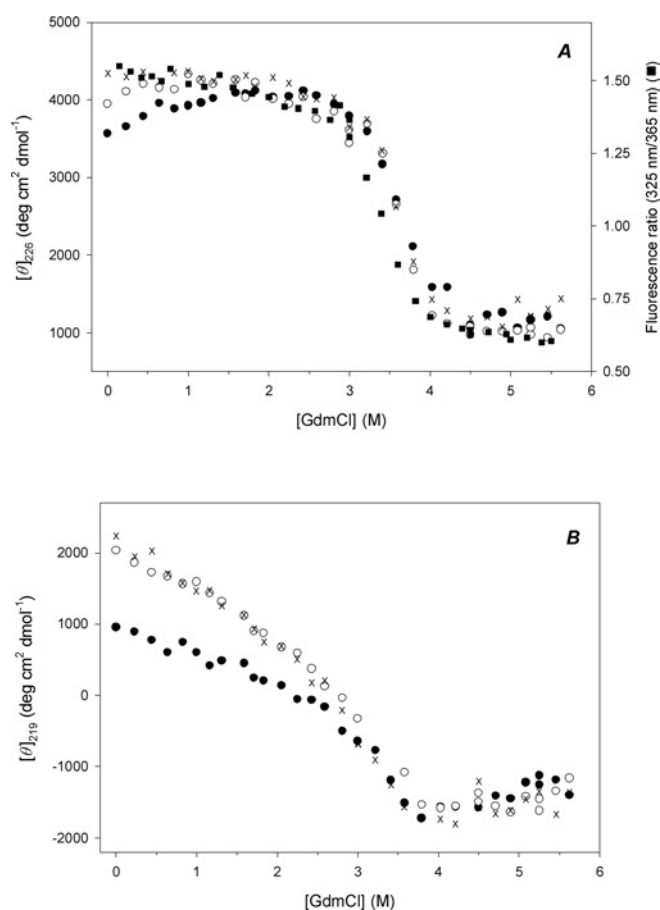 A
5000
4000
3000
2000
1000
[θ]226 (deg cm2 dmol-1)
1.50
1.25
1.00
0.75
0.50
Fluorescence ratio (325 nm/365 nm) (■)
0 1 2 3 4 5 6
[GdmCl] (M)
B
2000
1000
0
-1000
-2000
[θ]219 (deg cm2 dmol-1)
0 1 2 3 4 5 6
[GdmCl] (M)